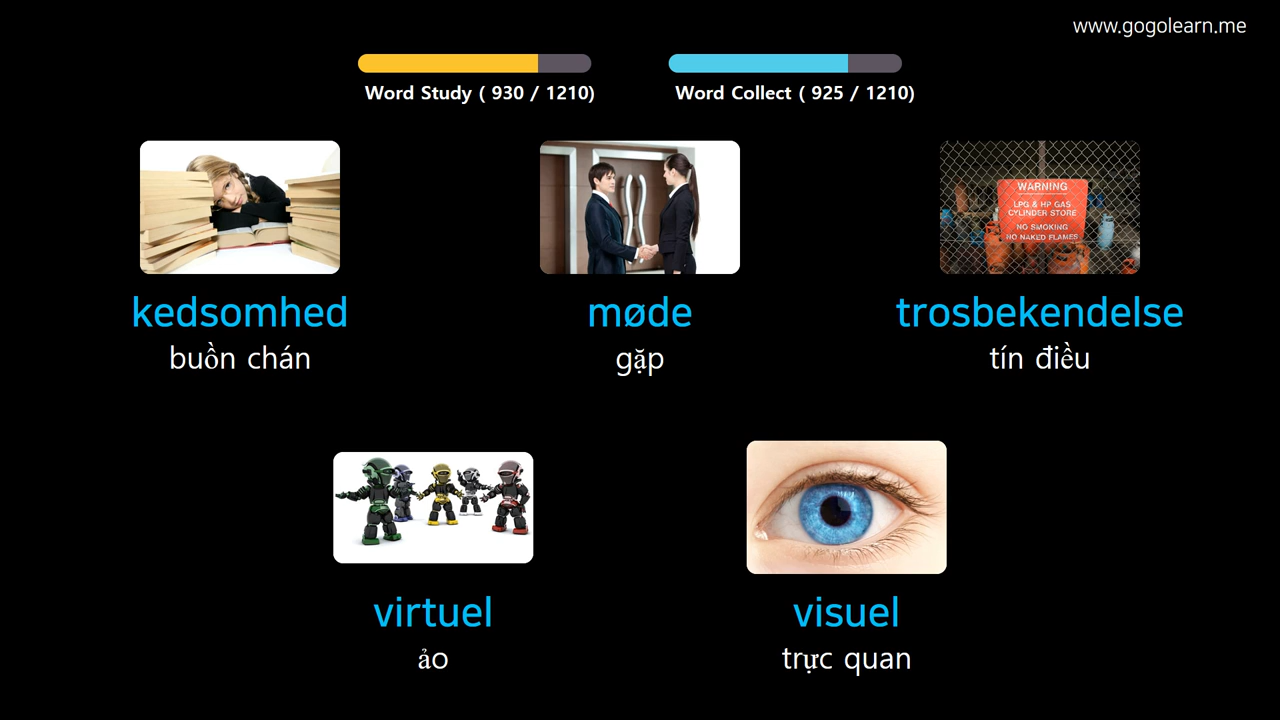 www.gogolearn.me
Word Study ( 930 / 1210)
Word Collect ( 925 / 1210)
WARNING
LPG & HP GAS
CYLINDER STORE
NO SMOKING
NO NAKED FLAMES
kedsomhed
møde
trosbekendelse
buồn chán
gặp
tín điều
virtuel
visuel
ảo
trực quan